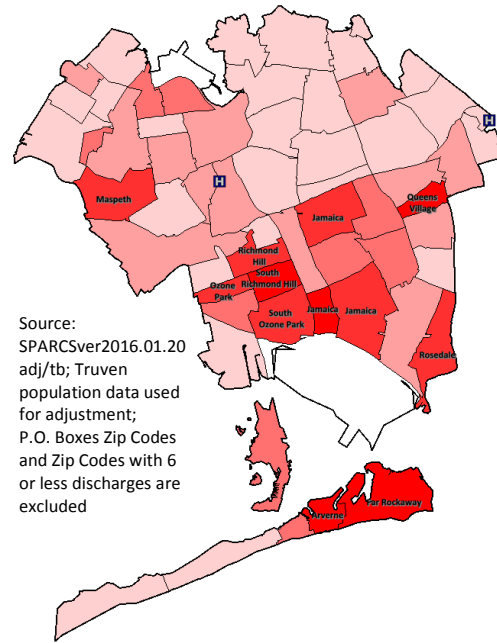 H
H
Maspeth
Queens
Village
Jamaica
Richmond
Hill
South
Richmond Hill
Ozone
Park
South
Ozone Park
Jamaica
Jamaica
Rosedale
Source:
SPARCSver2016.01.20
adj/tb; Truven
population data used
for adjustment;
P.O. Boxes Zip Codes
and Zip Codes with 6
or less discharges are
excluded
Arverne
Far Rockaway